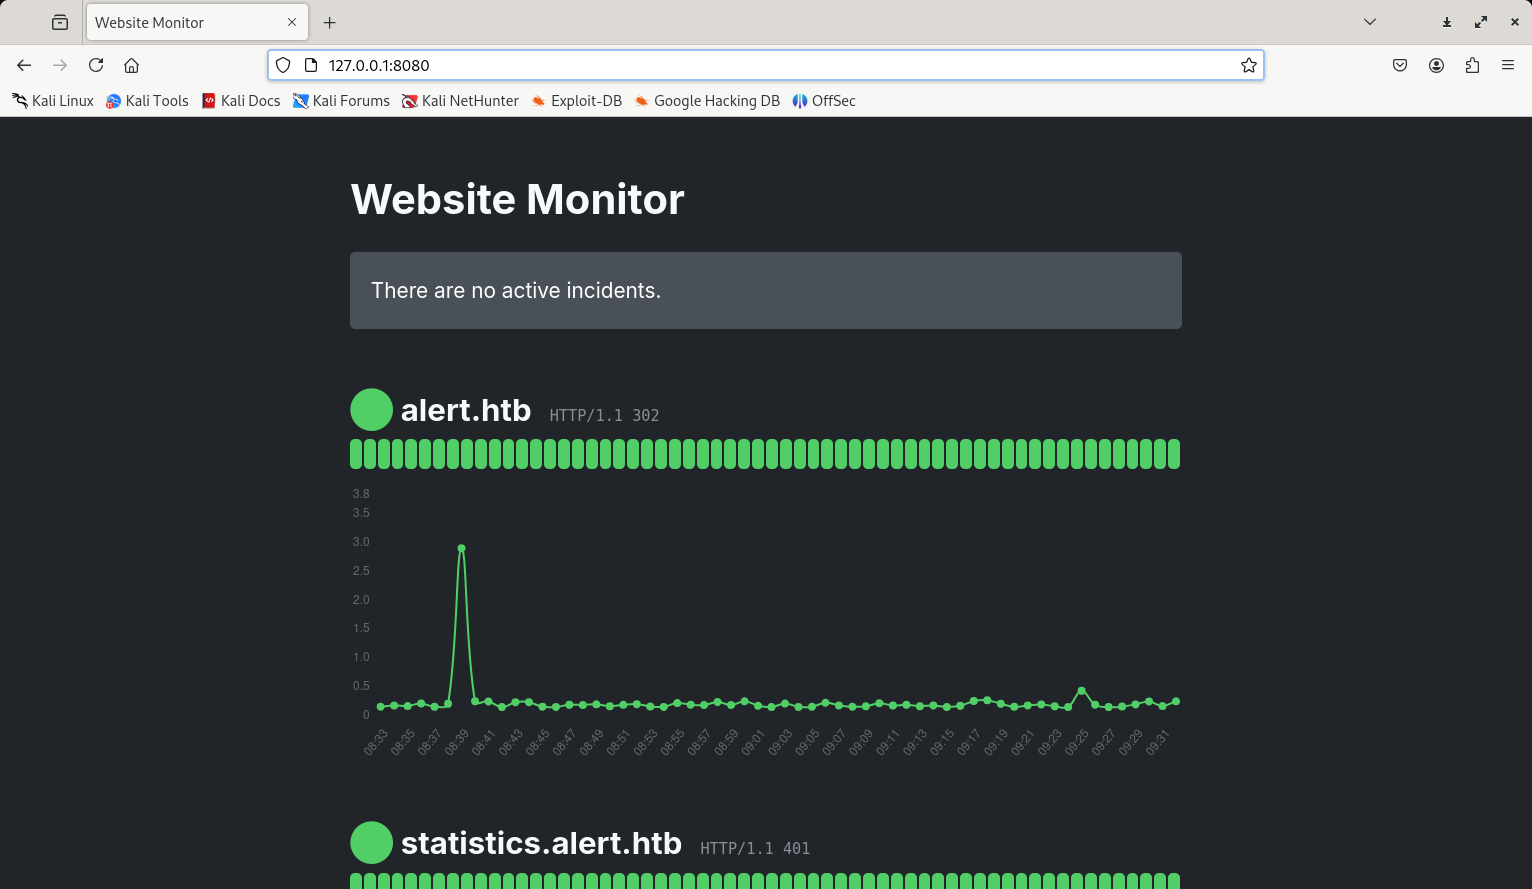 Website Monitor
127.0.0.1:8080
Kali Linux Kali Tools Kali Docs Kali Forums Kali NetHunter Exploit-DB Google Hacking DB OffSec
Website Monitor
There are no active incidents.
alert.htb HTTP/1.1 302
3.8
3.5
3.0
2.5
2.0
1.5
1.0
0.5
0
08:33 08:35 08:37 08:39 08:41 08:43 08:45 08:47 08:49 08:51 08:53 08:55 08:57 08:59 09:01 09:03 09:05 09:07 09:09 09:11 09:13 09:15 09:17 09:19 09:21 09:23 09:25 09:27 09:29 09:31
statistics.alert.htb HTTP/1.1 401